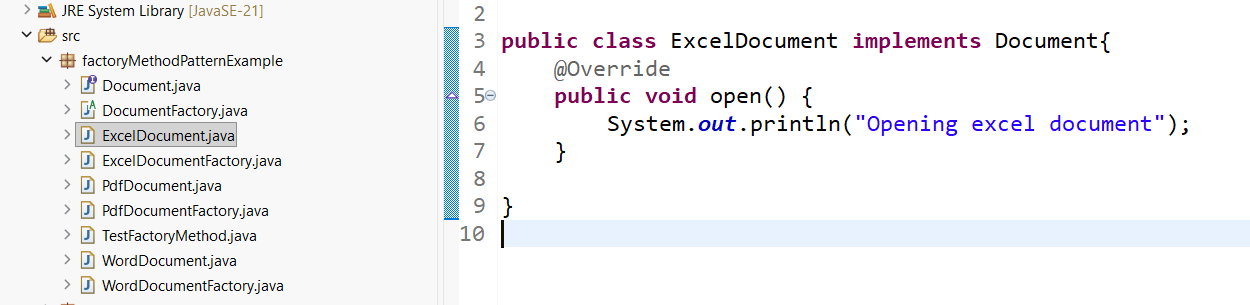 JRE System Library [JavaSE-21]
src
factoryMethodPatternExample
Document.java
DocumentFactory.java
ExcelDocument.java
ExcelDocumentFactory.java
PdfDocument.java
PdfDocumentFactory.java
TestFactoryMethod.java
WordDocument.java
WordDocumentFactory.java
2
3 public class ExcelDocument implements Document{
4 @Override
5 public void open() {
6 System.out.println("Opening excel document");
7 }
8
9 }
10